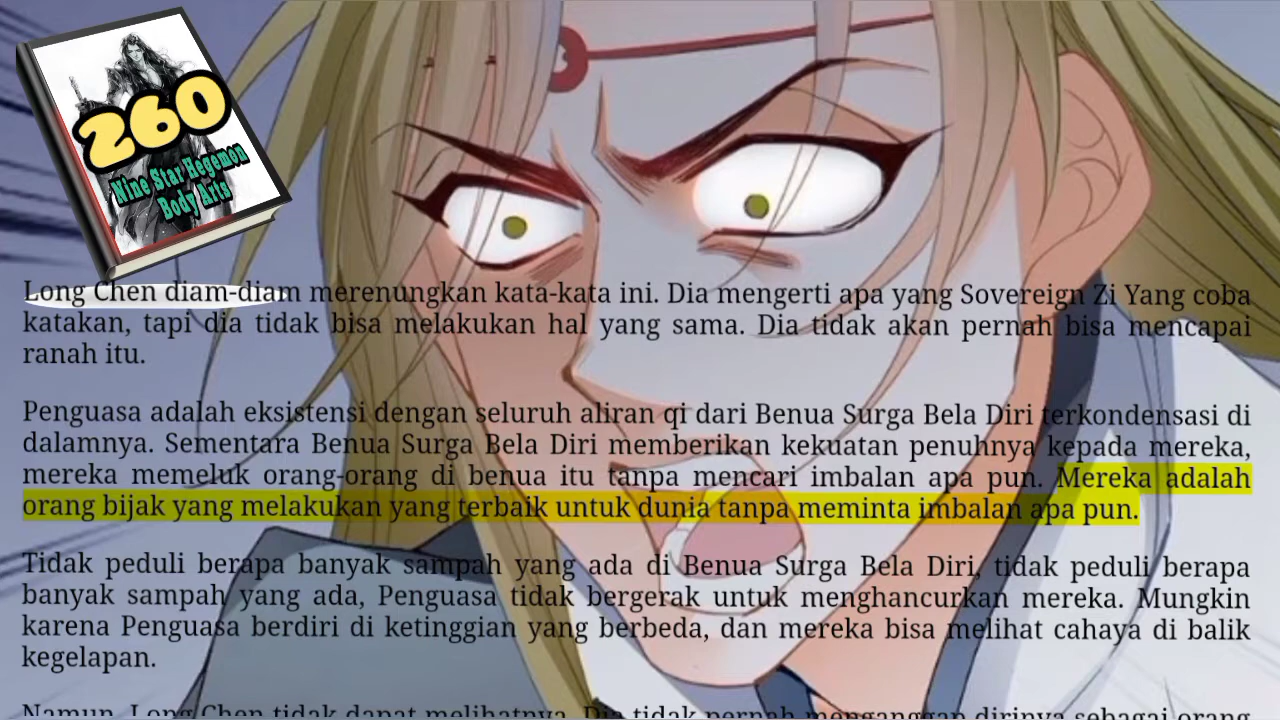 260
Nine Star Hegemon
Body Arts
Long Chen diam-diam merenungkan kata-kata ini. Dia mengerti apa yang Sovereign Zi Yang coba
katakan, tapi dia tidak bisa melakukan hal yang sama. Dia tidak akan pernah bisa mencapai
ranah itu.
Penguasa adalah eksistensi dengan seluruh aliran qi dari Benua Surga Bela Diri terkondensasi di
dalamnya. Sementara Benua Surga Bela Diri memberikan kekuatan penuhnya kepada mereka,
mereka memeluk orang-orang di benua itu tanpa mencari imbalan apa pun. Mereka adalah
orang bijak yang melakukan yang terbaik untuk dunia tanpa meminta imbalan apa pun.
Tidak peduli berapa banyak sampah yang ada di Benua Surga Bela Diri, tidak peduli berapa
banyak sampah yang ada, Penguasa tidak bergerak untuk menghancurkan mereka. Mungkin
karena Penguasa berdiri di ketinggian yang berbeda, dan mereka bisa melihat cahaya di balik
kegelapan.
Namun, Long Chen tidak dapat melihatnya. Dia tidak pernah menganggap dirinya sebagai orang